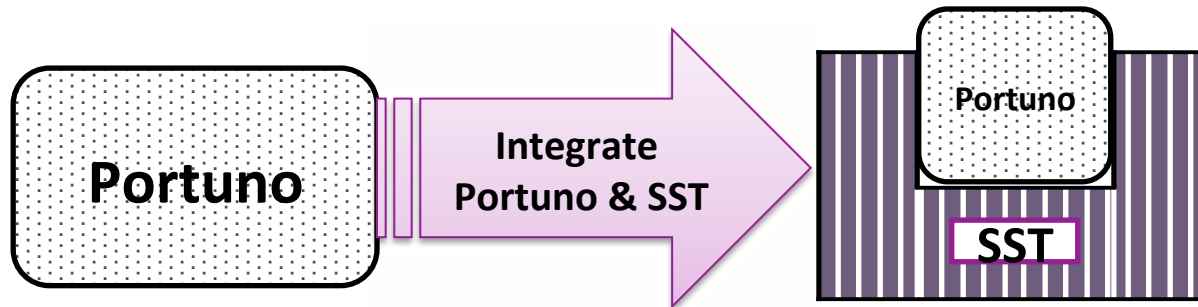 Portuno
Integrate
Portuno & SST
Portuno
SST